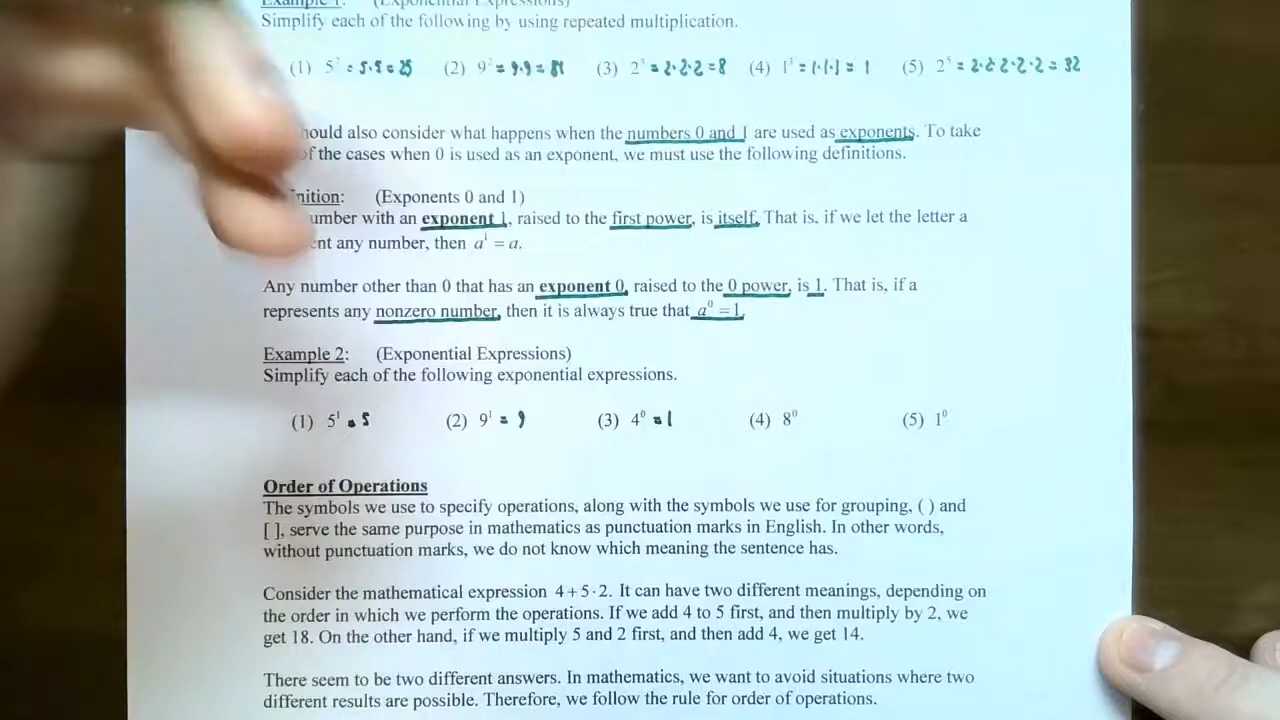 Example 1: (Exponential Expressions)
Simplify each of the following by using repeated multiplication.
(1) 5² = 5·5 = 25 (2) 9² = 9·9 = 81 (3) 2³ = 2·2·2 = 8 (4) 1³ = 1·1·1 = 1 (5) 2⁵ = 2·2·2·2·2 = 32
should also consider what happens when the numbers 0 and 1 are used as exponents. To take
of the cases when 0 is used as an exponent, we must use the following definitions.
(Exponents 0 and 1)
with an exponent 1, raised to the first power, is itself. That is, if we let the letter a
any number, then a¹ = a.
Any number other than 0 that has an exponent 0, raised to the 0 power, is 1. That is, if a
represents any nonzero number, then it is always true that a⁰ = 1.
Example 2: (Exponential Expressions)
Simplify each of the following exponential expressions.
(1) 5¹ = 5 (2) 9¹ = 9 (3) 4⁰ = 1 (4) 8⁰ (5) 1⁰
Order of Operations
The symbols we use to specify operations, along with the symbols we use for grouping, ( ) and
[ ], serve the same purpose in mathematics as punctuation marks in English. In other words,
without punctuation marks, we do not know which meaning the sentence has.
Consider the mathematical expression 4 + 5 · 2. It can have two different meanings, depending on
the order in which we perform the operations. If we add 4 to 5 first, and then multiply by 2, we
get 18. On the other hand, if we multiply 5 and 2 first, and then add 4, we get 14.
There seem to be two different answers. In mathematics, we want to avoid situations where two
different results are possible. Therefore, we follow the rule for order of operations.